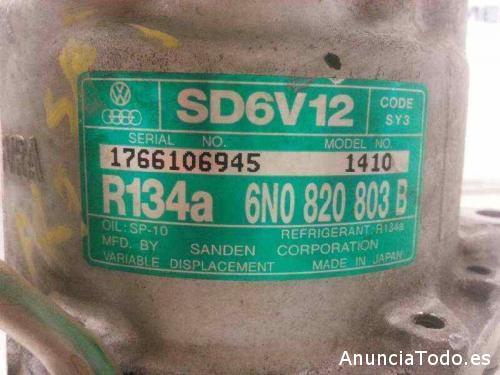 SD6V12
CODE
SY3
SERIAL NO.
MODEL NO.
1766106945
1410
R134a
6N0 820 803 B
OIL: SP-10
REFRIGERANT: R134a
MFD. BY SANDEN CORPORATION
VARIABLE DISPLACEMENT
MADE IN JAPAN
AnunciaTodo.es